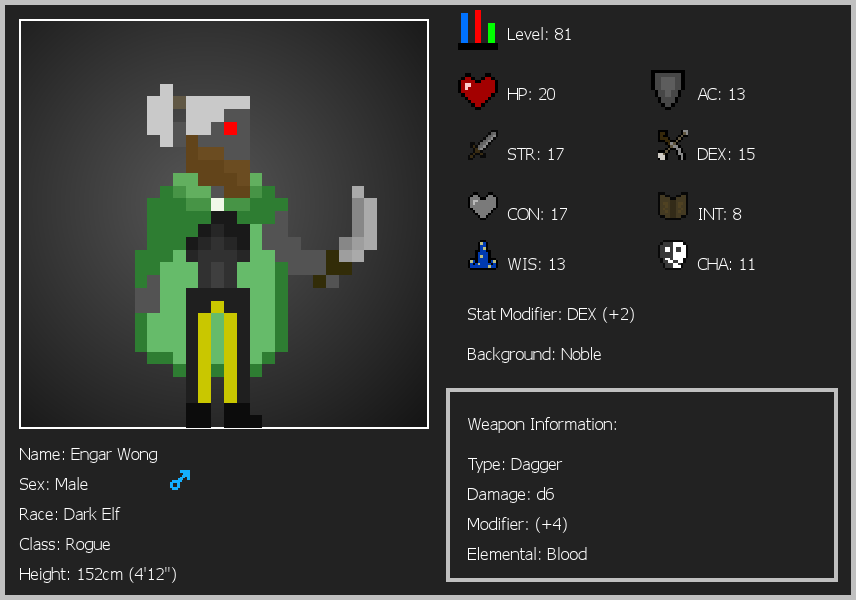 Level: 81
HP: 20
AC: 13
STR: 17
DEX: 15
CON: 17
INT: 8
WIS: 13
CHA: 11
Stat Modifier: DEX (+2)
Background: Noble
Weapon Information:
Type: Dagger
Damage: d6
Modifier: (+4)
Elemental: Blood
Name: Engar Wong
Sex: Male
Race: Dark Elf
Class: Rogue
Height: 152cm (4'12")